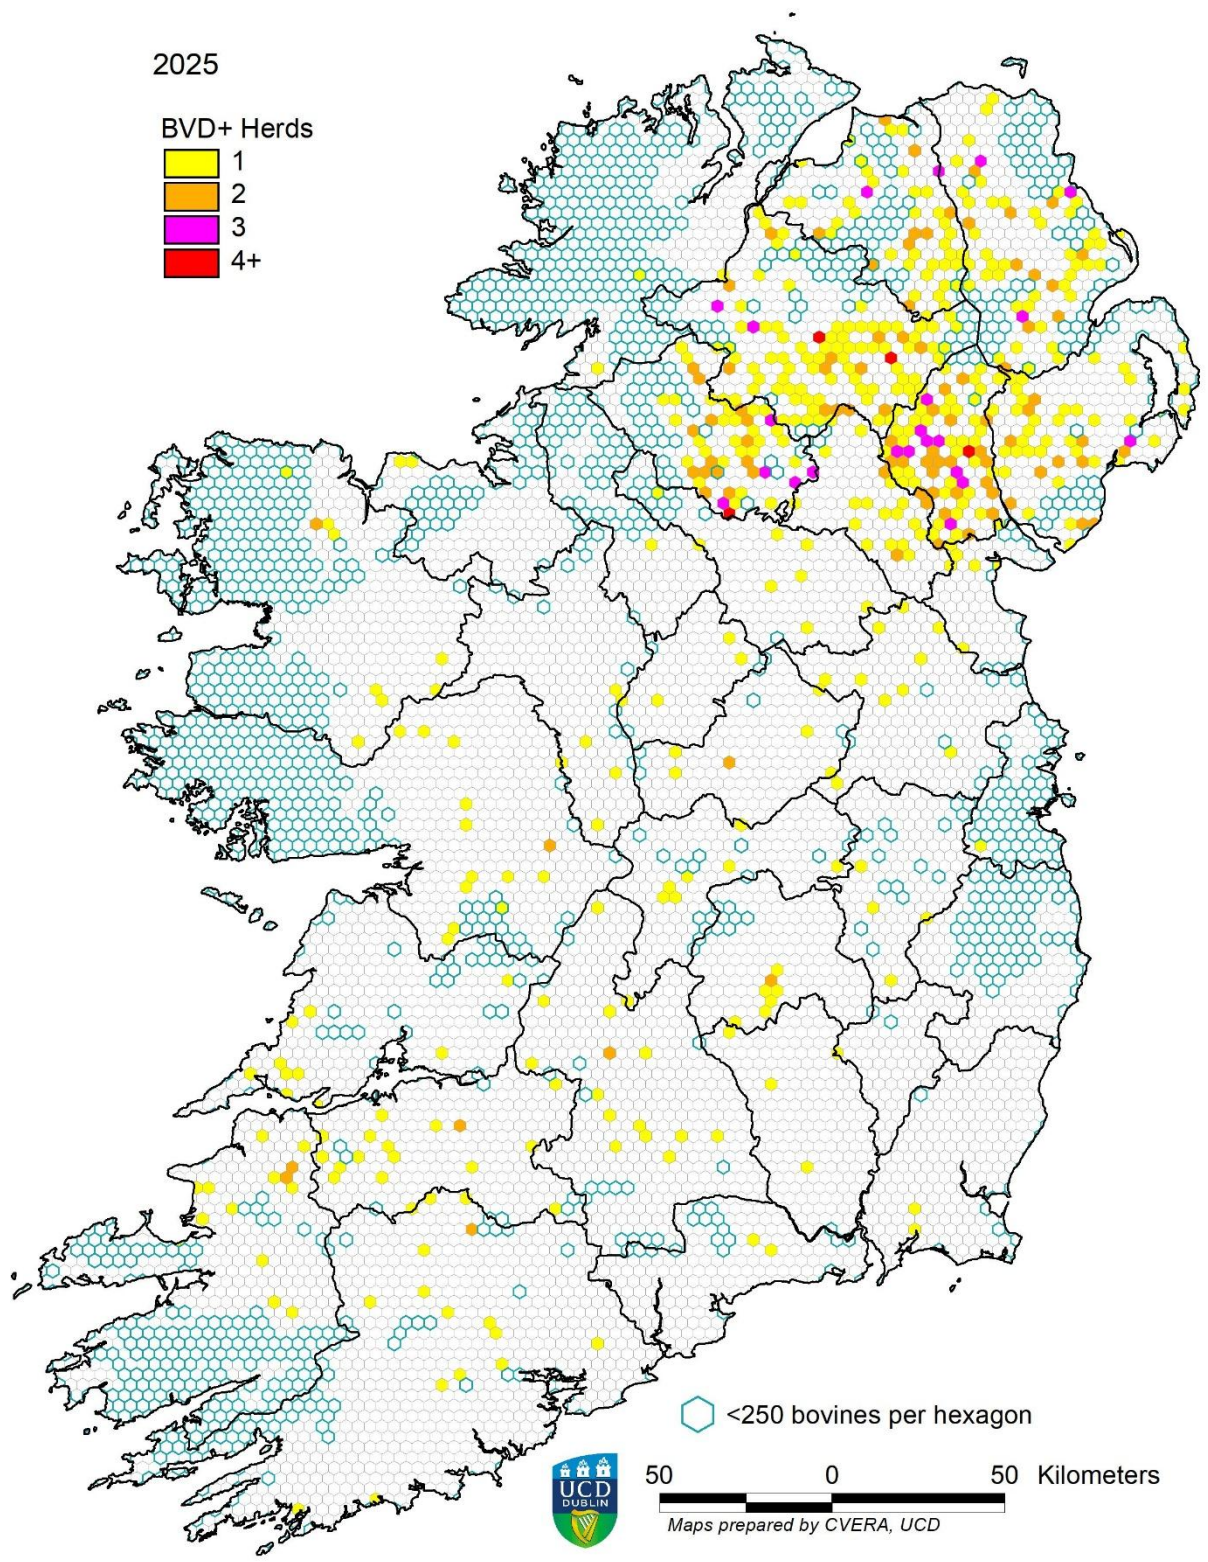 2025
BVD+ Herds
1
2
3
4+
<250 bovines per hexagon
UCD
DUBLIN
50 0 50 Kilometers
Maps prepared by CVERA, UCD